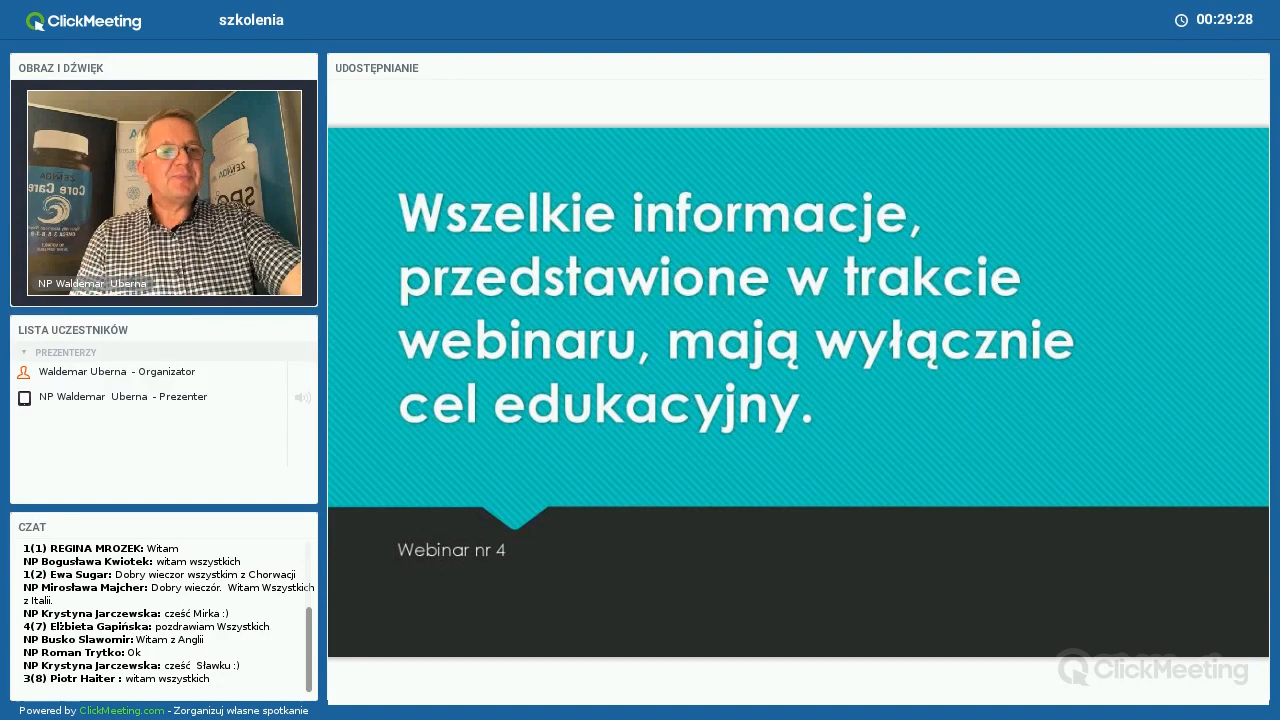 ClickMeeting
szkolenia
00:29:28
OBRAZ I DŹWIĘK
ZENNOA
Core Care
NP Waldemar Uberna
LISTA UCZESTNIKÓW
PREZENTERZY
Waldemar Uberna - Organizator
NP Waldemar Uberna - Prezenter
CZAT
1(1) REGINA MROZEK: Witam
NP Bogusława Kwiotek: witam wszystkich
1(2) Ewa Sugar: Dobry wieczor wszystkim z Chorwacji
NP Mirosława Majcher: Dobry wieczór. Witam Wszystkich
z Italii.
NP Krystyna Jarczewska: cześć Mirka :)
4(7) Elżbieta Gapińska: pozdrawiam Wszystkich
NP Busko Slawomir: Witam z Anglii
NP Roman Trytko: Ok
NP Krystyna Jarczewska: cześć Sławku :)
3(8) Piotr Haiter : witam wszystkich
Powered by ClickMeeting.com - Zorganizuj własne spotkanie
UDOSTĘPNIANIE
Wszelkie informacje,
przedstawione w trakcie
webinaru, mają wyłącznie
cel edukacyjny.
Webinar nr 4
ClickMeeting